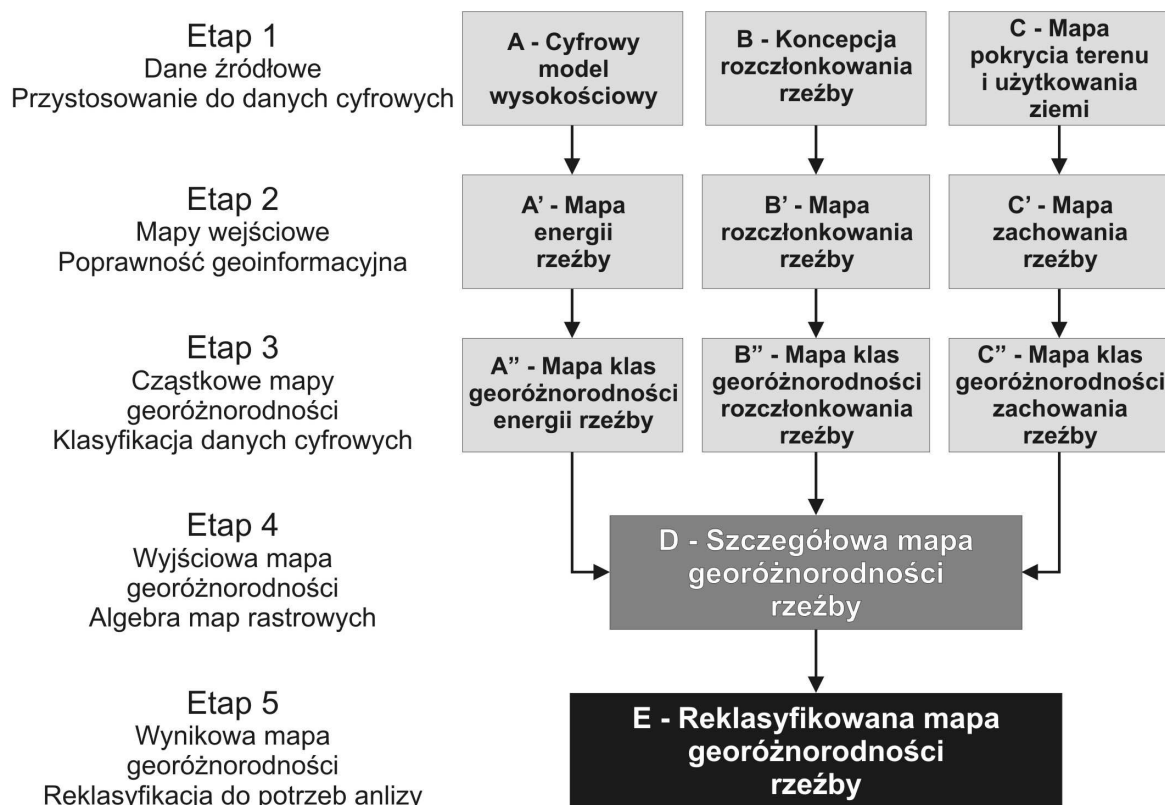 Etap 1
Dane źródłowe
Przystosowanie do danych cyfrowych
A - Cyfrowy
model
wysokościowy
B - Koncepcja
rozczłonkowania
rzeźby
C - Mapa
pokrycia terenu
i użytkowania
ziemi
Etap 2
Mapy wejściowe
Poprawność geoinformacyjna
A’ - Mapa
energii
rzeźby
B’ - Mapa
rozczłonkowania
rzeźby
C’ - Mapa
zachowania
rzeźby
Etap 3
Cząstkowe mapy
georóżnorodności
Klasyfikacja danych cyfrowych
A” - Mapa klas
georóżnorodności
energii rzeźby
B” - Mapa klas
georóżnorodności
rozczłonkowania
rzeźby
C” - Mapa klas
georóżnorodności
zachowania
rzeźby
Etap 4
Wyjściowa mapa
georóżnorodności
Algebra map rastrowych
D - Szczegółowa mapa
georóżnorodności
rzeźby
Etap 5
Wynikowa mapa
georóżnorodności
Reklasyfikacja do potrzeb anlizy
E - Reklasyfikowana mapa
georóżnorodności
rzeźby